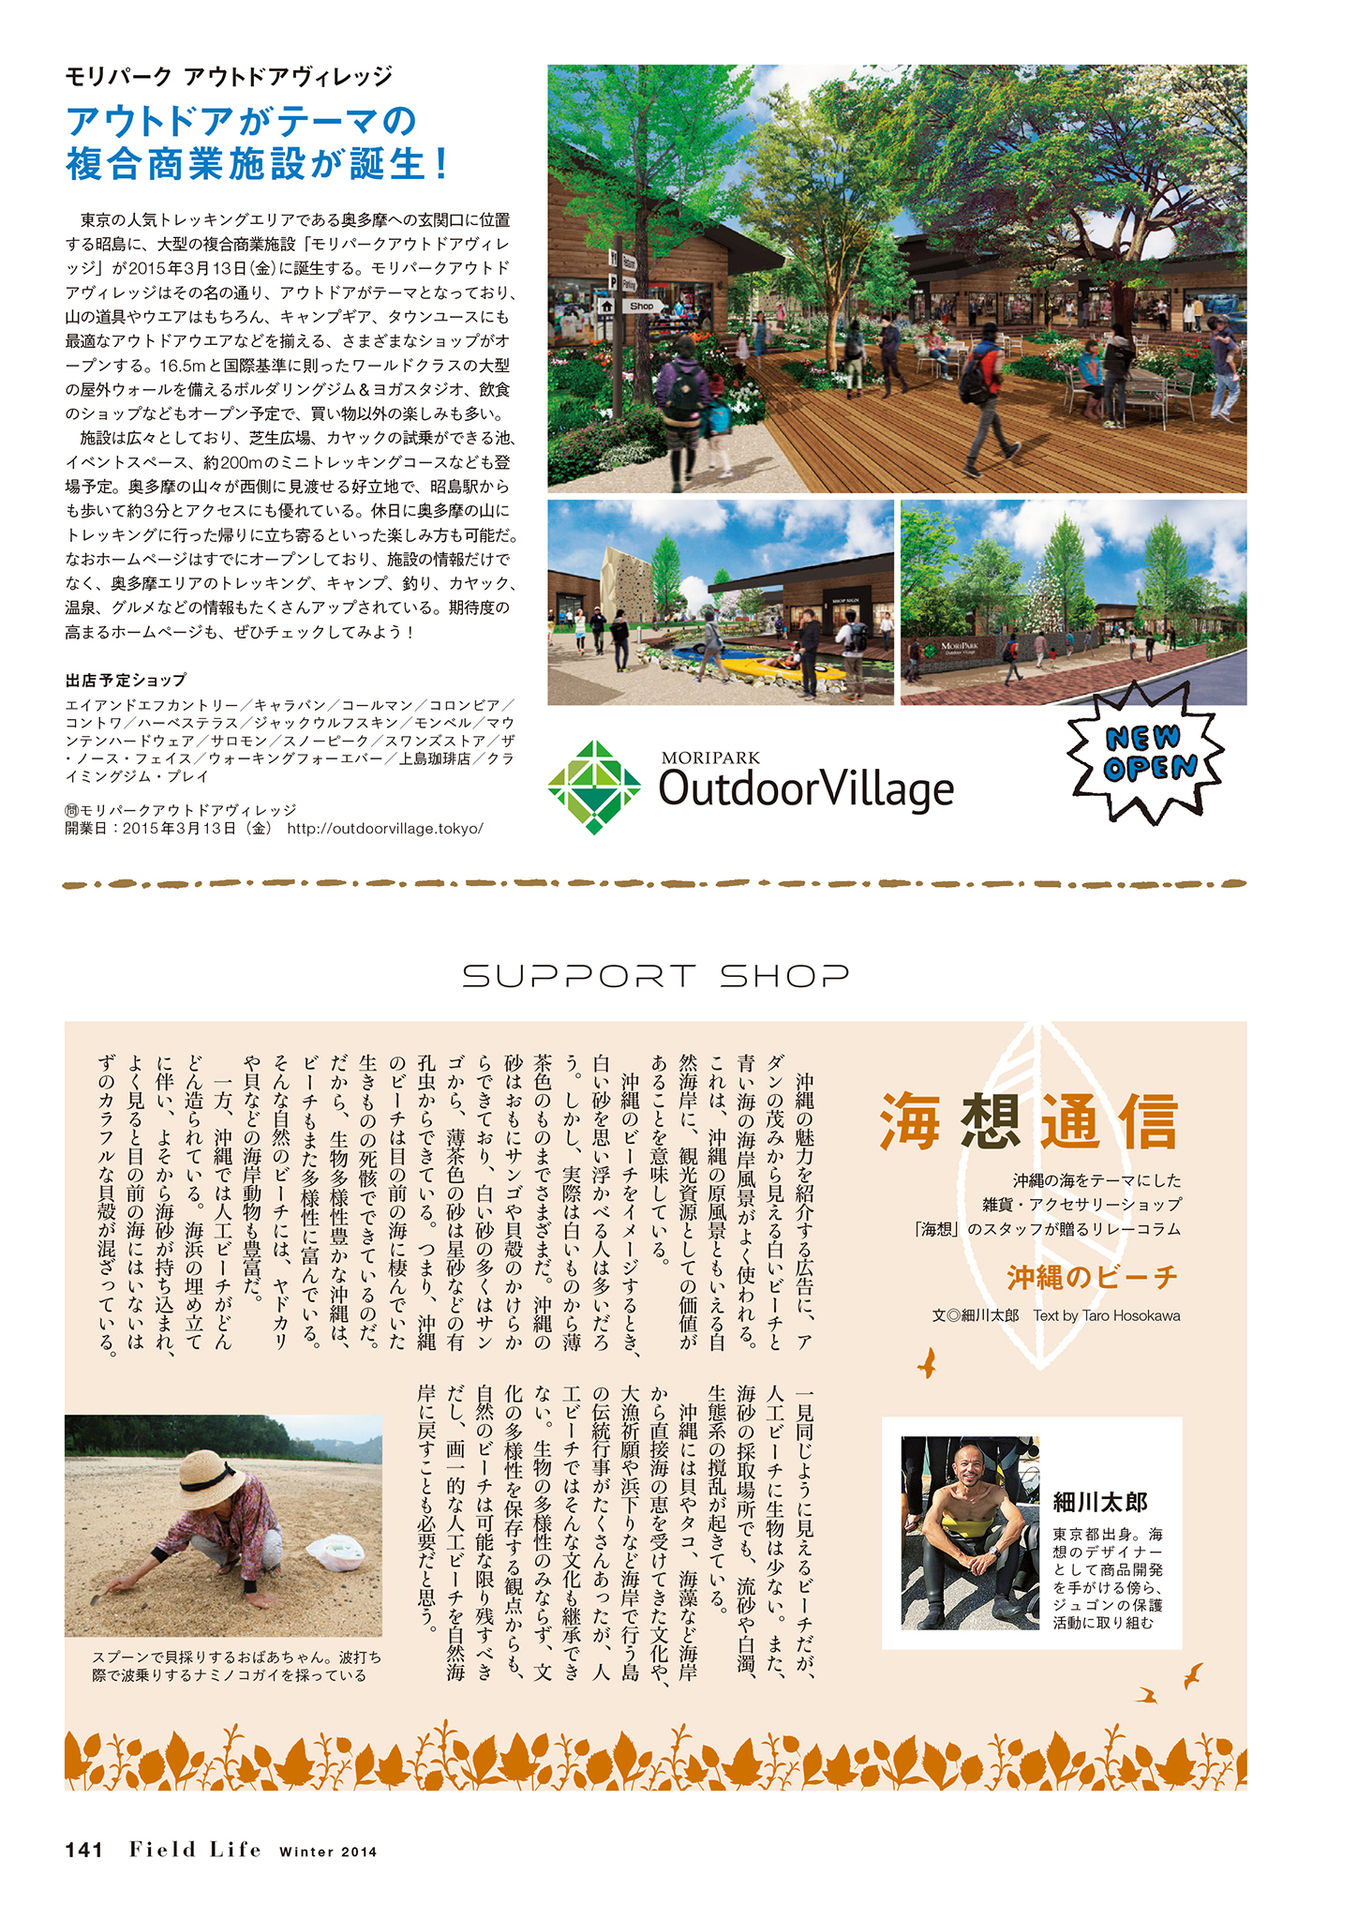 モリパーク アウトドアヴィレッジ
アウトドアがテーマの
複合商業施設が誕生！
東京の人気トレッキングエリアである奥多摩への玄関口に位置
する昭島に、大型の複合商業施設「モリパークアウトドアヴィレ
ッジ」が2015年3月13日(金)に誕生する。モリパークアウトド
アヴィレッジはその名の通り、アウトドアがテーマとなっており、
山の道具やウエアはもちろん、キャンプギア、タウンユースにも
最適なアウトドアウエアなどを揃える、さまざまなショップがオ
ープンする。16.5mと国際基準に則ったワールドクラスの大型
の屋外ウォールを備えるボルダリングジム＆ヨガスタジオ、飲食
のショップなどもオープン予定で、買い物以外の楽しみも多い。
施設は広々としており、芝生広場、カヤックの試乗ができる池、
イベントスペース、約200mのミニトレッキングコースなども登
場予定。奥多摩の山々が西側に見渡せる好立地で、昭島駅から
も歩いて約3分とアクセスにも優れている。休日に奥多摩の山に
トレッキングに行った帰りに立ち寄るといった楽しみ方も可能だ。
なおホームページはすでにオープンしており、施設の情報だけで
なく、奥多摩エリアのトレッキング、キャンプ、釣り、カヤック、
温泉、グルメなどの情報もたくさんアップされている。期待度の
高まるホームページも、ぜひチェックしてみよう！
出店予定ショップ
エイアンドエフカントリー／キャラバン／コールマン／コロンビア／
コントワ／ハーベステラス／ジャックウルフスキン／モンベル／マウ
ンテンハードウェア／サロモン／スノーピーク／スワンズストア／ザ
・ノース・フェイス／ウォーキングフォーエバー／上島珈琲店／クラ
イミングジム・プレイ
㉄モリパークアウトドアヴィレッジ
開業日：2015年3月13日（金） http://outdoorvillage.tokyo/
Return
P Parking
Shop
SHOP SIGN
MORIPARK
Outdoor Village
MORIPARK
OutdoorVillage
NEW
OPEN
SUPPORT SHOP
海想通信
沖縄の海をテーマにした
雑貨・アクセサリーショップ
「海想」のスタッフが贈るリレーコラム
沖縄のビーチ
文◎細川太郎 Text by Taro Hosokawa
沖縄の魅力を紹介する広告に、ア
ダンの茂みから見える白いビーチと
青い海の海岸風景がよく使われる。
これは、沖縄の原風景ともいえる自
然海岸に、観光資源としての価値が
あることを意味している。
沖縄のビーチをイメージするとき、
白い砂を思い浮かべる人は多いだろ
う。しかし、実際は白いものから薄
茶色のものまでさまざまだ。沖縄の
砂はおもにサンゴや貝殻のかけらか
らできており、白い砂の多くはサン
ゴから、薄茶色の砂は星砂などの有
孔虫からできている。つまり、沖縄
のビーチは目の前の海に棲んでいた
生きものの死骸でできているのだ。
だから、生物多様性豊かな沖縄は、
ビーチもまた多様性に富んでいる。
そんな自然のビーチには、ヤドカリ
や貝などの海岸動物も豊富だ。
一方、沖縄では人工ビーチがどん
どん造られている。海浜の埋め立て
に伴い、よそから海砂が持ち込まれ、
よく見ると目の前の海にはいないは
ずのカラフルな貝殻が混ざっている。
一見同じように見えるビーチだが、
人工ビーチに生物は少ない。また、
海砂の採取場所でも、流砂や白濁、
生態系の撹乱が起きている。
沖縄には貝やタコ、海藻など海岸
から直接海の恵を受けてきた文化や、
大漁祈願や浜下りなど海岸で行う島
の伝統行事がたくさんあったが、人
工ビーチではそんな文化も継承でき
ない。生物の多様性のみならず、文
化の多様性を保存する観点からも、
自然のビーチは可能な限り残すべき
だし、画一的な人工ビーチを自然海
岸に戻すことも必要だと思う。
スプーンで貝採りするおばあちゃん。波打ち
際で波乗りするナミノコガイを採っている
細川太郎
東京都出身。海
想のデザイナー
として商品開発
を手がける傍ら、
ジュゴンの保護
活動に取り組む
141 Field Life Winter 2014